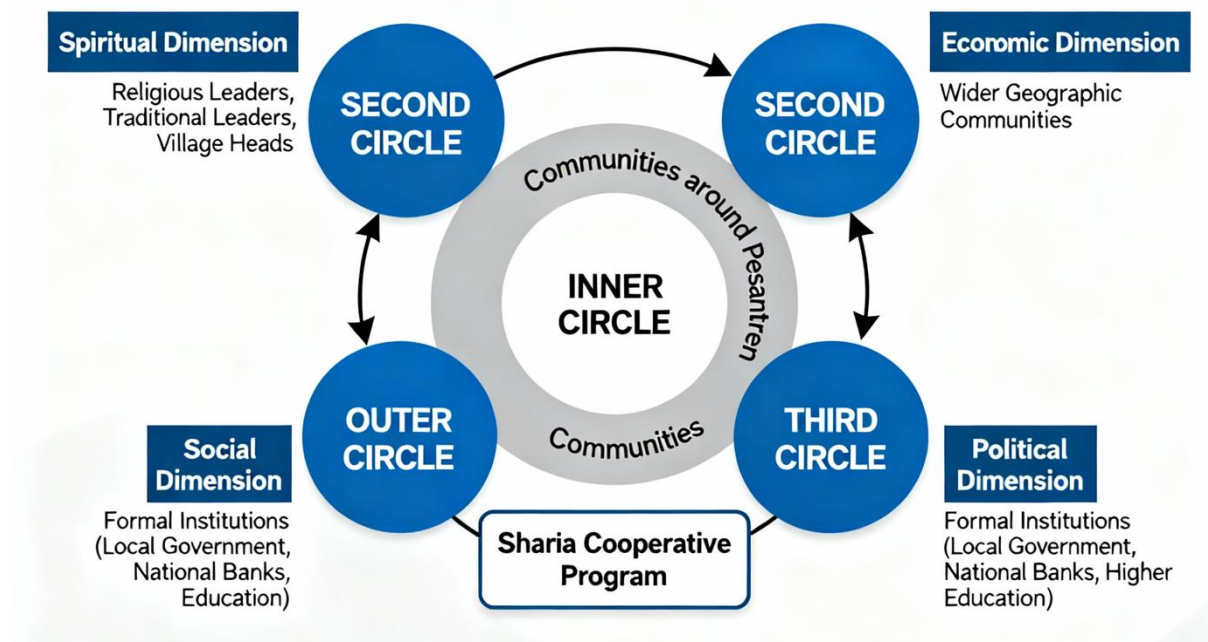 Spiritual Dimension
Religious Leaders,
Traditional Leaders,
Village Heads
SECOND
CIRCLE
SECOND
CIRCLE
Economic Dimension
Wider Geographic
Communities
Communities around Pesantren
INNER
CIRCLE
Communities
Social
Dimension
Formal Institutions
(Local Government,
National Banks,
Education)
OUTER
CIRCLE
Sharia Cooperative
Program
THIRD
CIRCLE
Political
Dimension
Formal Institutions
(Local Government,
National Banks, Higher
Education)